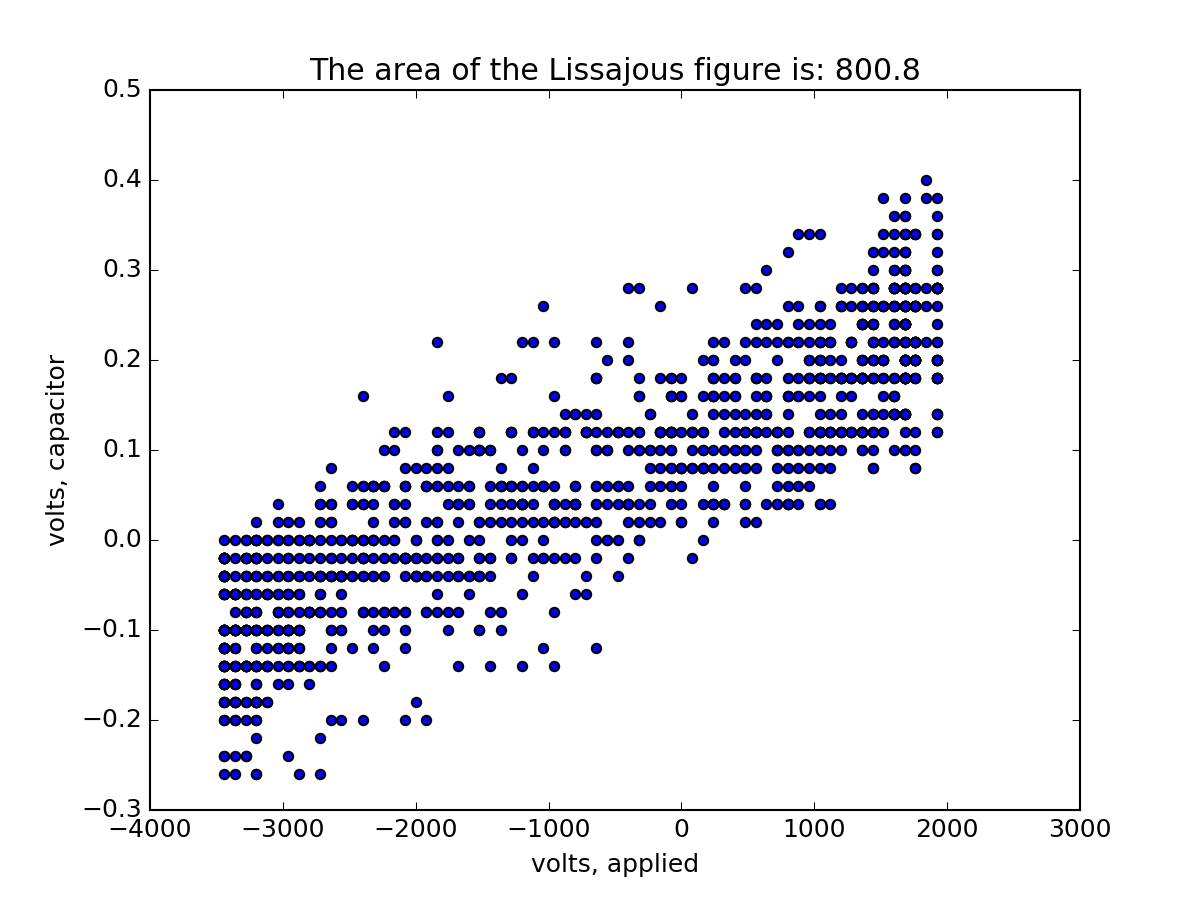 The area of the Lissajous figure is: 800.8
0.5
0.4
0.3
0.2
0.1
0.0
−0.1
−0.2
−0.3
volts, capacitor
−4000 −3000 −2000 −1000 0 1000 2000 3000
volts, applied